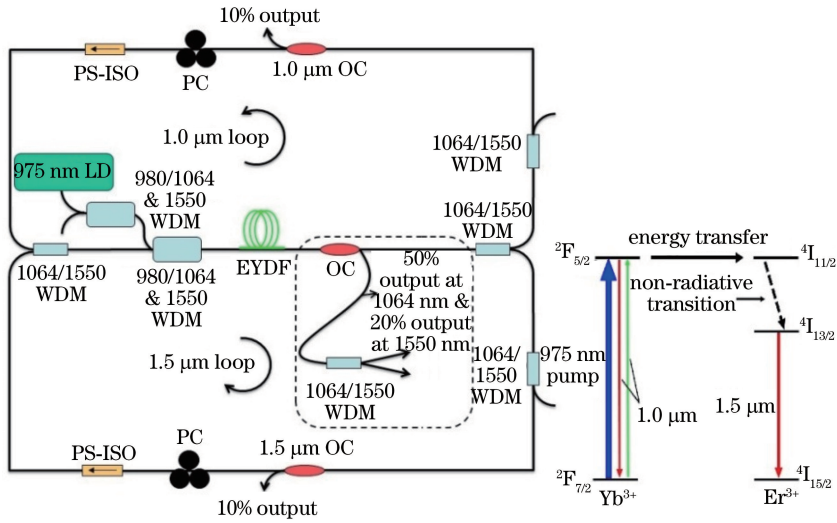 10% output
PS-ISO
PC
1.0 μm OC
1.0 μm loop
1064/1550
WDM
975 nm LD
980/1064
& 1550
WDM
1064/1550
WDM
EYDF
OC
1064/1550
WDM
980/1064
& 1550
WDM
50%
output at
1064 nm &
20% output
at 1550 nm
1.5 μm loop
1064/1550
WDM
1064/
1550
WDM
PS-ISO
PC
1.5 μm OC
10% output
²F₅/₂
energy transfer
⁴I₁₁/₂
non-radiative
transition
⁴I₁₃/₂
975 nm
pump
1.0 μm
1.5 μm
²F₇/₂
Yb³⁺
Er³⁺
⁴I₁₅/₂